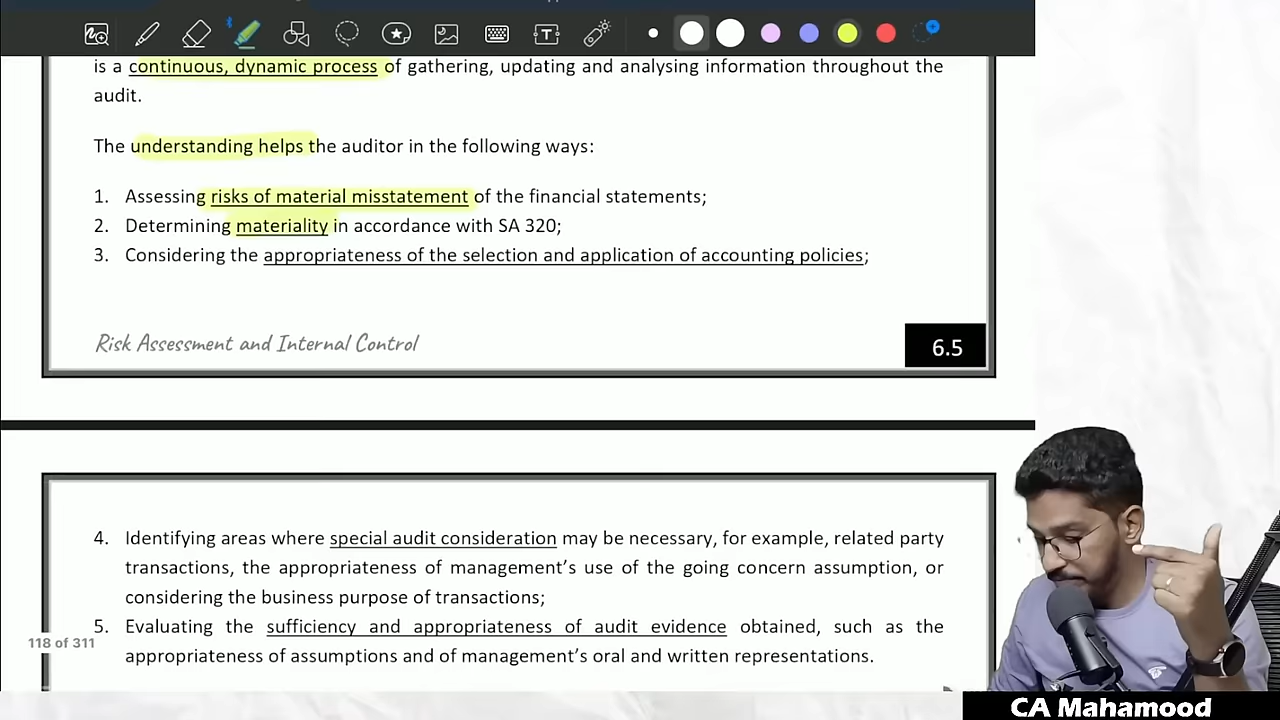 is a continuous, dynamic process of gathering, updating and analysing information throughout the
audit.
The understanding helps the auditor in the following ways:
1. Assessing risks of material misstatement of the financial statements;
2. Determining materiality in accordance with SA 320;
3. Considering the appropriateness of the selection and application of accounting policies;
Risk Assessment and Internal Control
6.5
4. Identifying areas where special audit consideration may be necessary, for example, related party
transactions, the appropriateness of management’s use of the going concern assumption, or
considering the business purpose of transactions;
118 of 311
5. Evaluating the sufficiency and appropriateness of audit evidence obtained, such as the
appropriateness of assumptions and of management’s oral and written representations.
CA Mahamood